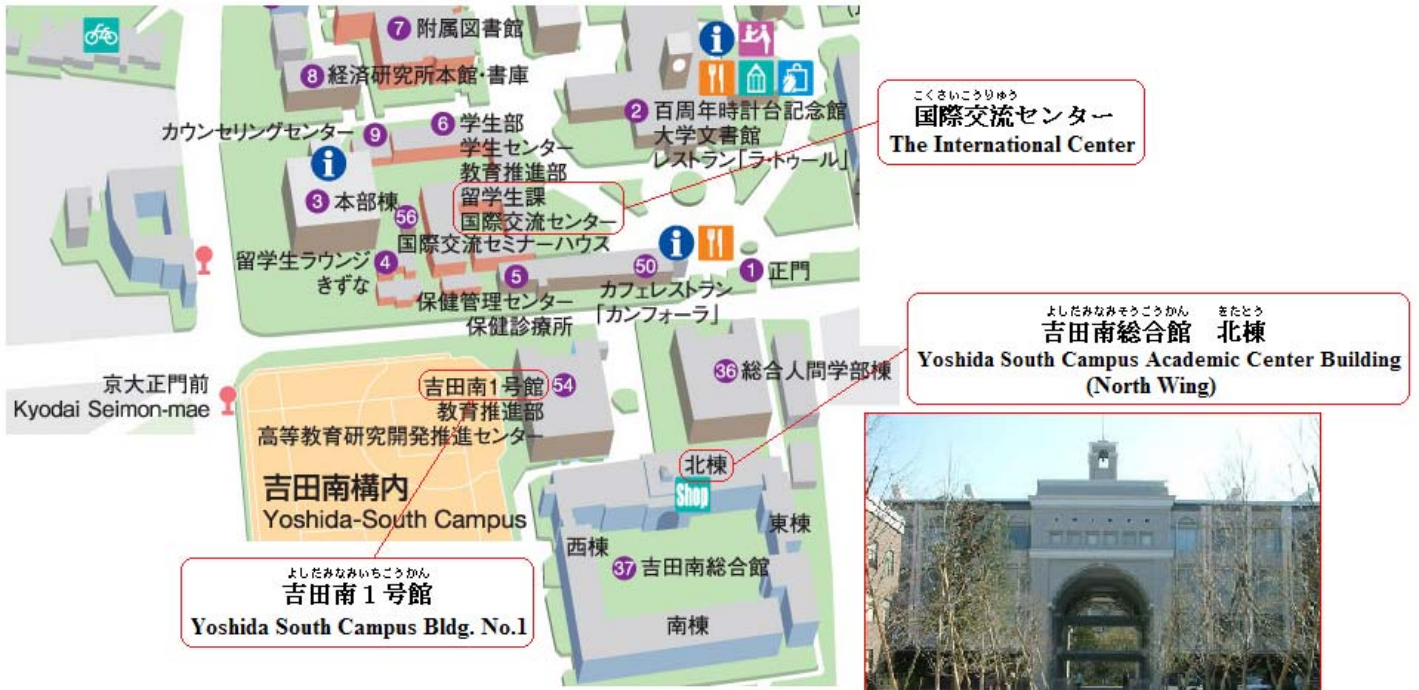 7 附属図書館
8 経済研究所本館・書庫
カウンセリングセンター 9
6 学生部
学生センター
教育推進部
留学生課
国際交流センター
2 百周年時計台記念館
大学文書館
レストラン「ラ・トゥール」
こくさいこうりゅう
国際交流センター
The International Center
3 本部棟
56
国際交流セミナーハウス
留学生ラウンジ 4
きずな
5
保健管理センター
保健診療所
50
カフェレストラン
「カンフォーラ」
1 正門
よしだみなみそうごうかん きたとう
吉田南総合館 北棟
Yoshida South Campus Academic Center Building
(North Wing)
京大正門前
Kyodai Seimon-mae
吉田南1号館 54
教育推進部
高等教育研究開発推進センター
36 総合人間学部棟
吉田南構内
Yoshida-South Campus
北棟
Shop
西棟
東棟
37 吉田南総合館
南棟
よしだみなみいちごうかん
吉田南1号館
Yoshida South Campus Bldg. No.1